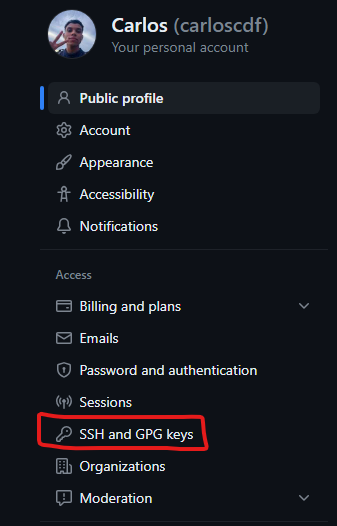 Carlos (carloscdf)
Your personal account
Public profile
Account
Appearance
Accessibility
Notifications
Access
Billing and plans
Emails
Password and authentication
Sessions
SSH and GPG keys
Organizations
Moderation